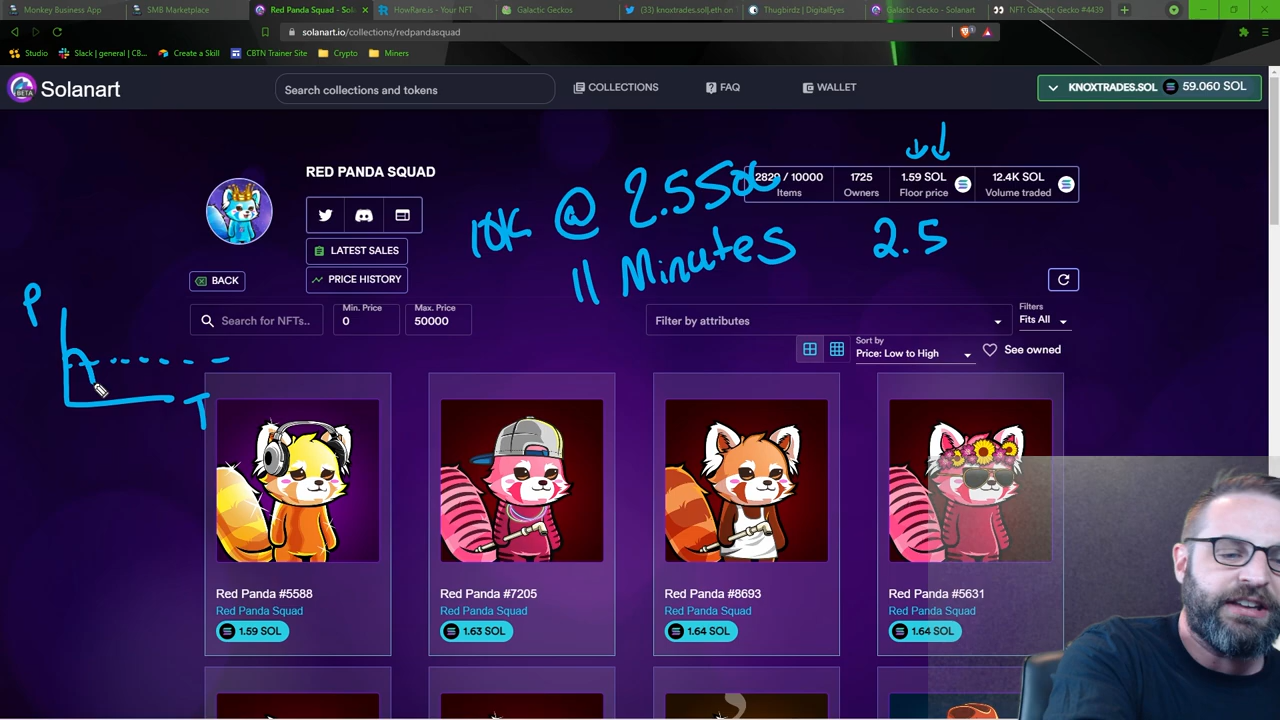 Monkey Business App
SMB Marketplace
Red Panda Squad - Sol
HowRare.is - Your NFT
Galactic Geckos
(33) knoxtrades.sol.eth on
Thugbirdz | DigitalEyes
Galactic Gecko - Solanart
NFT: Galactic Gecko #4439
solanart.io/collections/redpandasquad
Studio
Slack | general | CB...
Create a Skill
CBTN Trainer Site
Crypto
Miners
BETA
Solanart
Search collections and tokens
COLLECTIONS
FAQ
WALLET
KNOXTRADES.SOL
59.060 SOL
RED PANDA SQUAD
10K @ 2.5 SOL
11 Minutes
2829 / 10000
Items
1725
Owners
1.59 SOL
Floor price
12.4K SOL
Volume traded
2.5
LATEST SALES
PRICE HISTORY
BACK
P
T
Search for NFTs..
Min. Price
0
Max. Price
50000
Filter by attributes
Filters
Fits All
Sort by
Price: Low to High
See owned
Red Panda #5588
Red Panda Squad
1.59 SOL
Red Panda #7205
Red Panda Squad
1.63 SOL
Red Panda #8693
Red Panda Squad
1.64 SOL
Red Panda #5631
Red Panda Squad
1.64 SOL